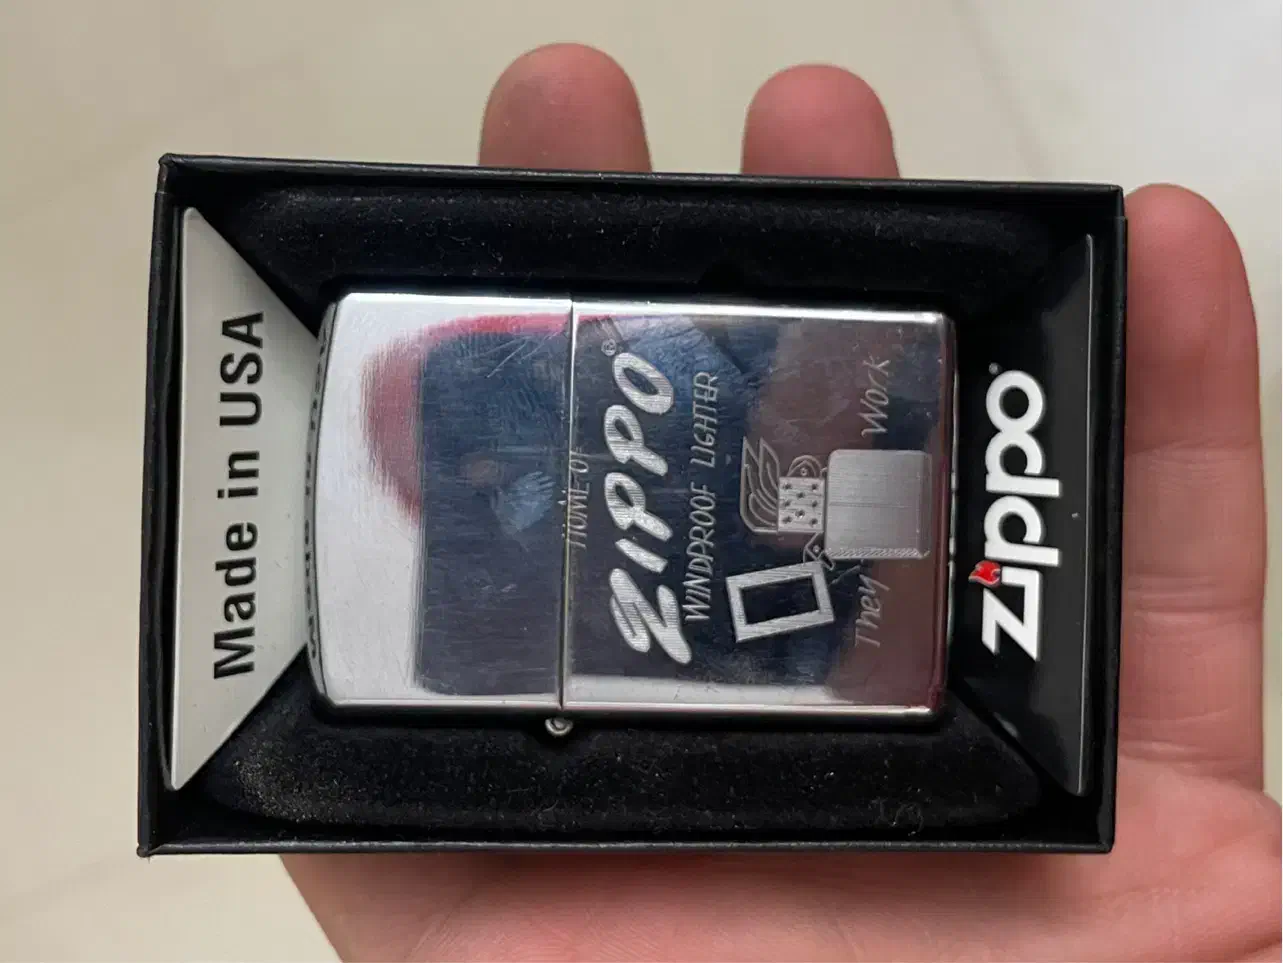 Made in USA
HOME OF
ZIPPO®
WINDPROOF LIGHTER
They Work
zippo®